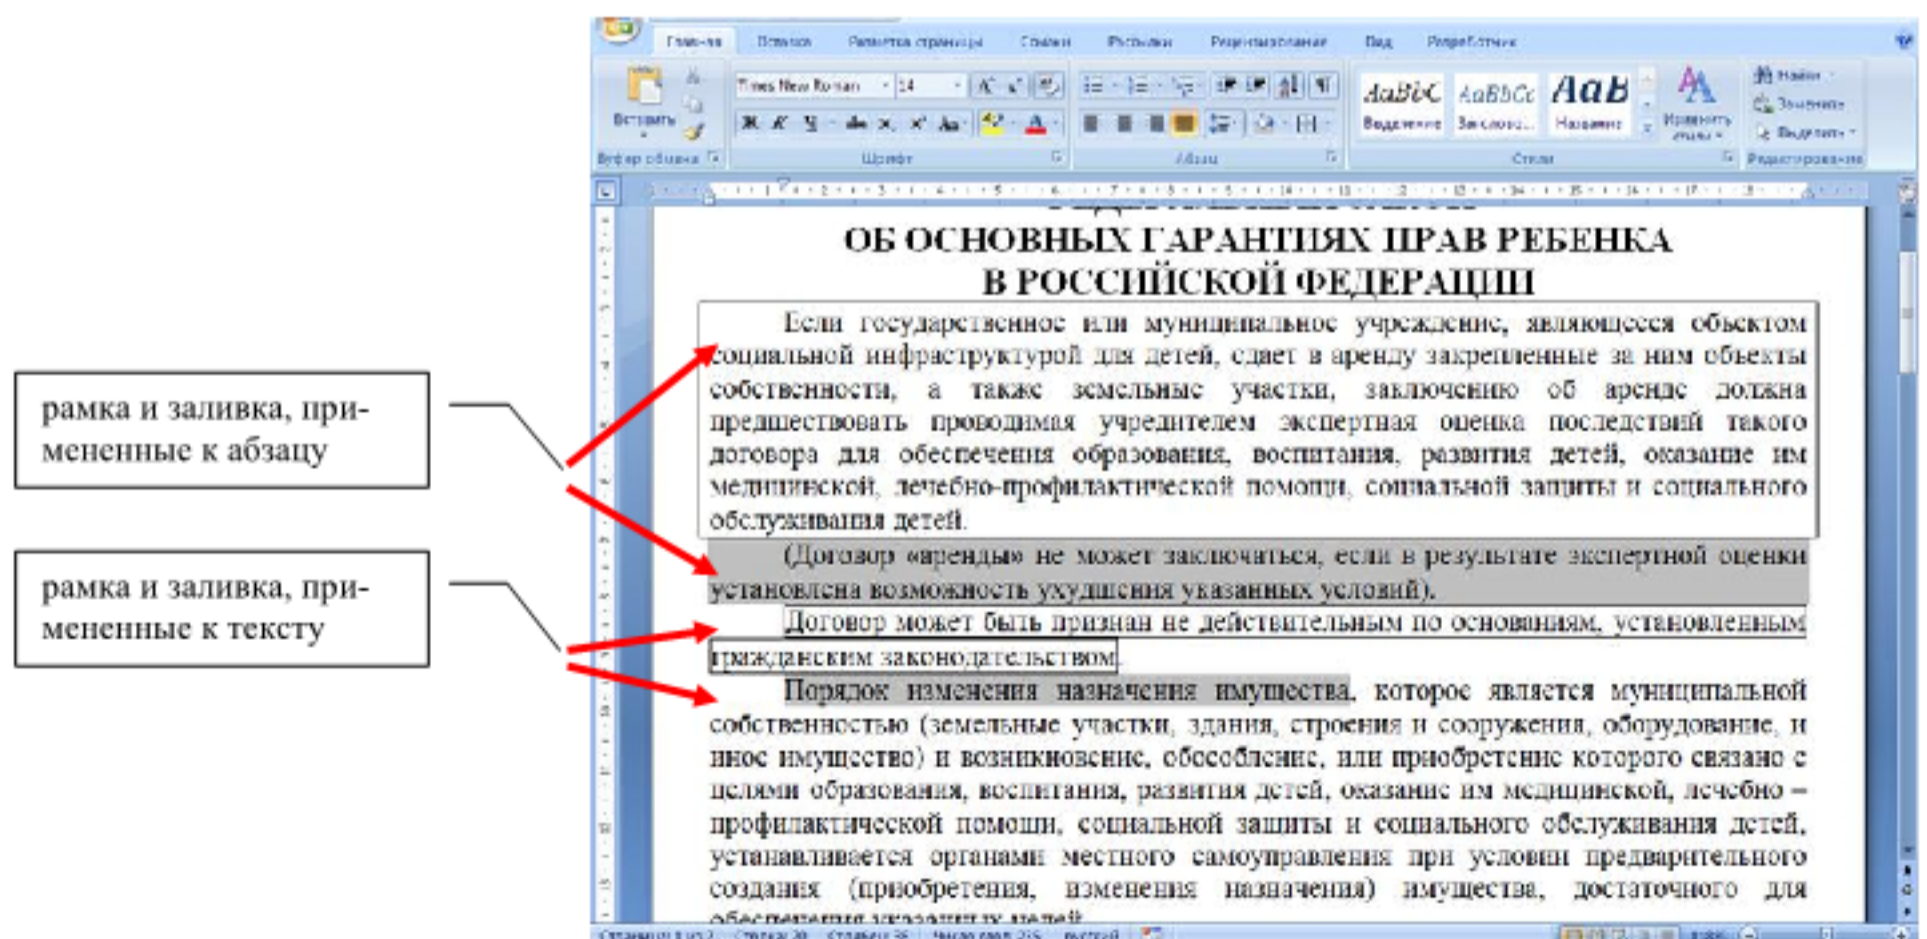 Главная Вставка Разметка страницы Ссылки Рассылки Рецензирование Вид Разработчик
Times New Roman 14
AaBbC AaBbCc AaB
Найти
Заменить
Вставить
Ж К Ч
Выделение Заголово... Название
Изменить стили
Выделить
Буфер обмена Шрифт Абзац Стили Редактирование
ОБ ОСНОВНЫХ ГАРАНТИЯХ ПРАВ РЕБЕНКА
В РОССИЙСКОЙ ФЕДЕРАЦИИ
Если государственное или муниципальное учреждение, являющееся объектом
социальной инфраструктурой для детей, сдает в аренду закрепленные за ним объекты
собственности, а также земельные участки, заключению об аренде должна
предшествовать проводимая учредителем экспертная оценка последствий такого
договора для обеспечения образования, воспитания, развития детей, оказание им
медицинской, лечебно-профилактической помощи, социальной защиты и социального
обслуживания детей.
(Договор «аренды» не может заключаться, если в результате экспертной оценки
установлена возможность ухудшения указанных условий).
Договор может быть признан не действительным по основаниям, установленным
гражданским законодательством.
Порядок изменения назначения имущества, которое является муниципальной
собственностью (земельные участки, здания, строения и сооружения, оборудование, и
иное имущество) и возникновение, обособление, или приобретение которого связано с
целями образования, воспитания, развития детей, оказание им медицинской, лечебно –
профилактической помощи, социальной защиты и социального обслуживания детей,
устанавливается органами местного самоуправления при условии предварительного
создания (приобретения, изменения назначения) имущества, достаточного для
обеспечения указанных целей.
рамка и заливка, при-
мененные к абзацу
рамка и заливка, при-
мененные к тексту